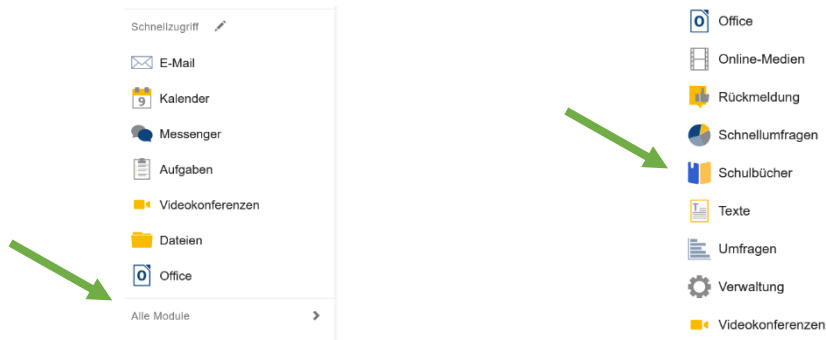 Schnellzugriff
E-Mail
9
Kalender
Messenger
Aufgaben
Videokonferenzen
Dateien
O
Office
Alle Module
O
Office
Online-Medien
Rückmeldung
Schnellumfragen
Schulbücher
T
Texte
Umfragen
Verwaltung
Videokonferenzen